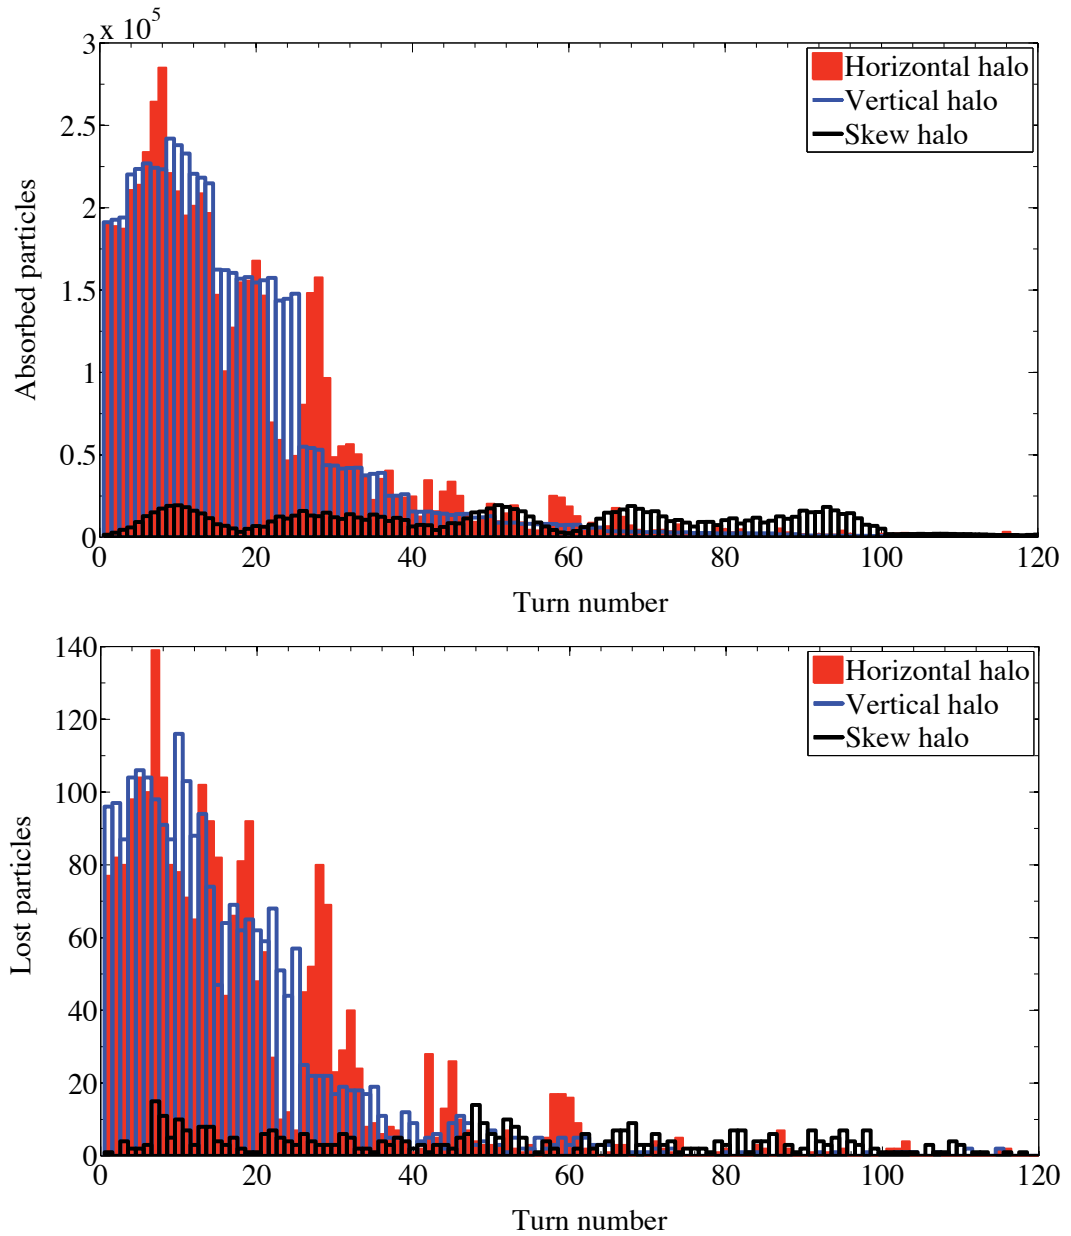 x 10^5
3
2.5
2
1.5
1
0.5
0
Absorbed particles
Horizontal halo
Vertical halo
Skew halo
0 20 40 60 80 100 120
Turn number
140
120
100
80
60
40
20
0
Lost particles
Horizontal halo
Vertical halo
Skew halo
0 20 40 60 80 100 120
Turn number